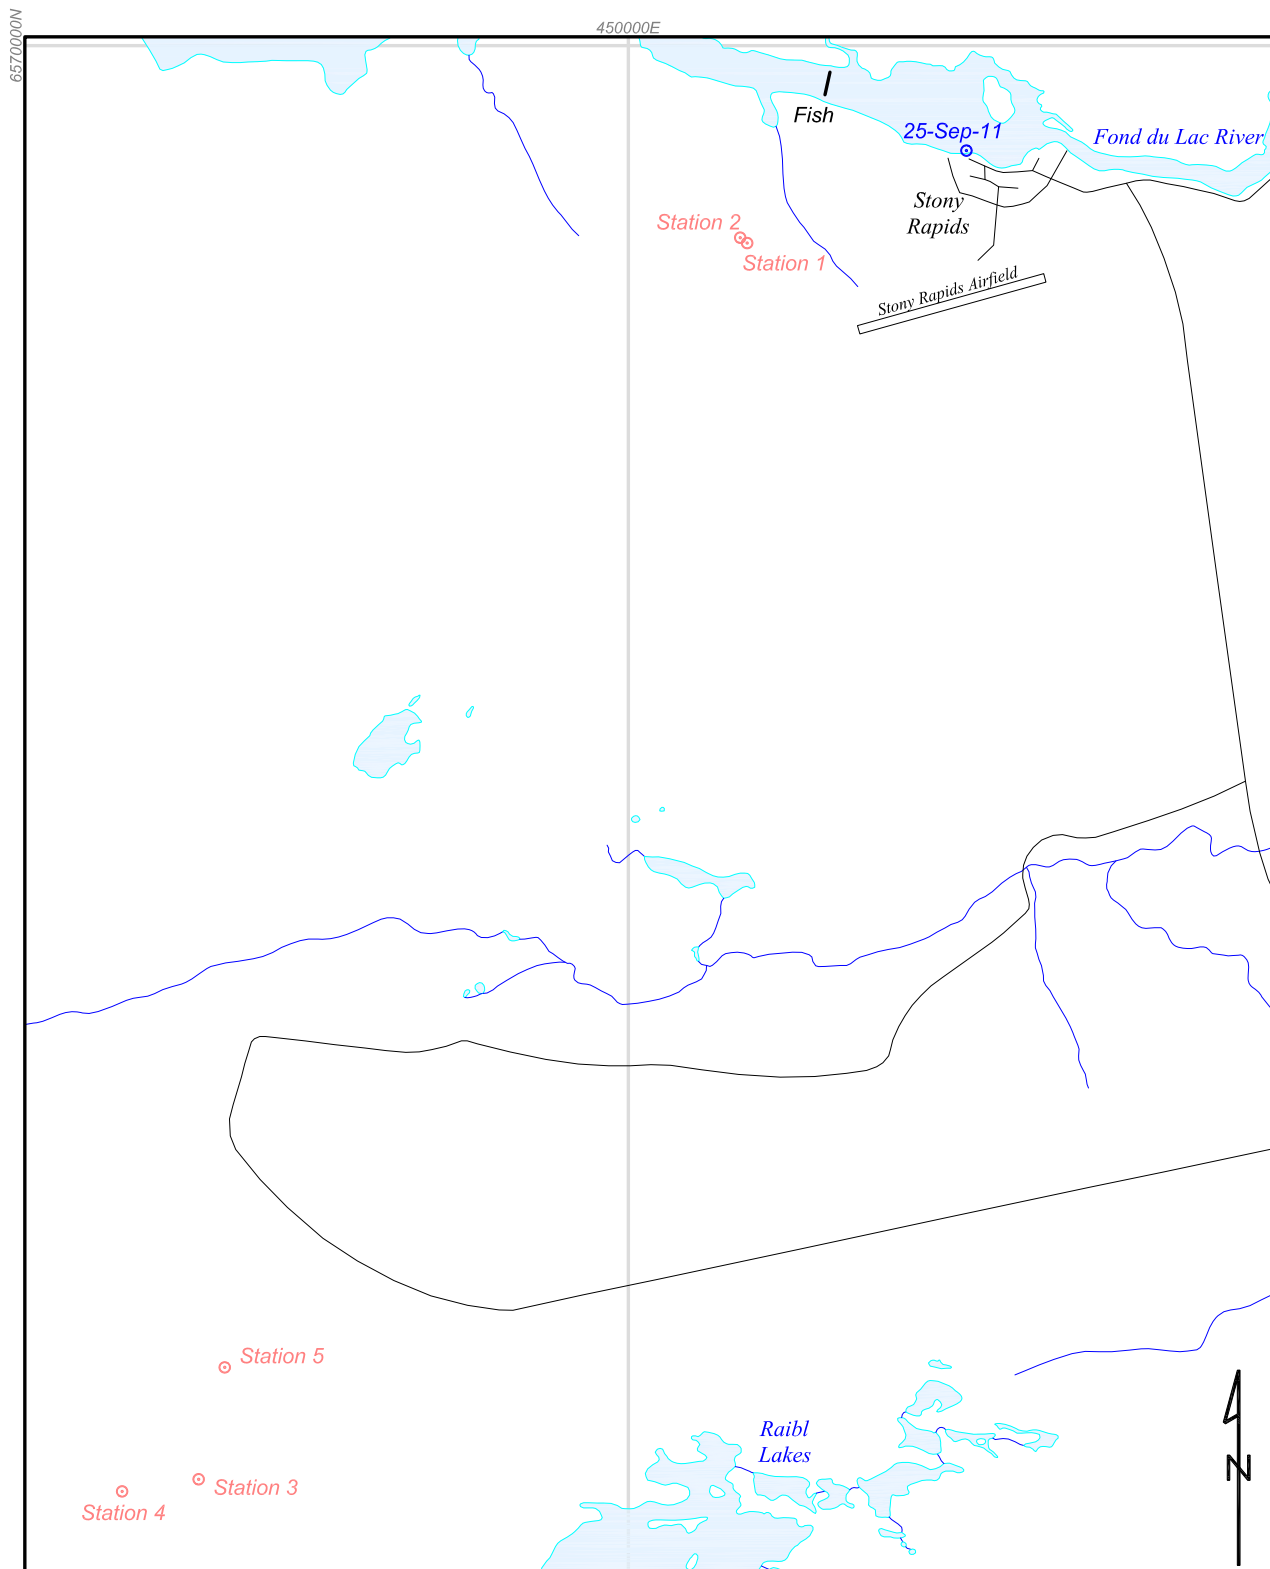 6570000N
450000E
Fish
25-Sep-11
Fond du Lac River
Stony
Rapids
Station 2
Station 1
Stony Rapids Airfield
Station 5
Raibl
Lakes
Station 3
Station 4
N